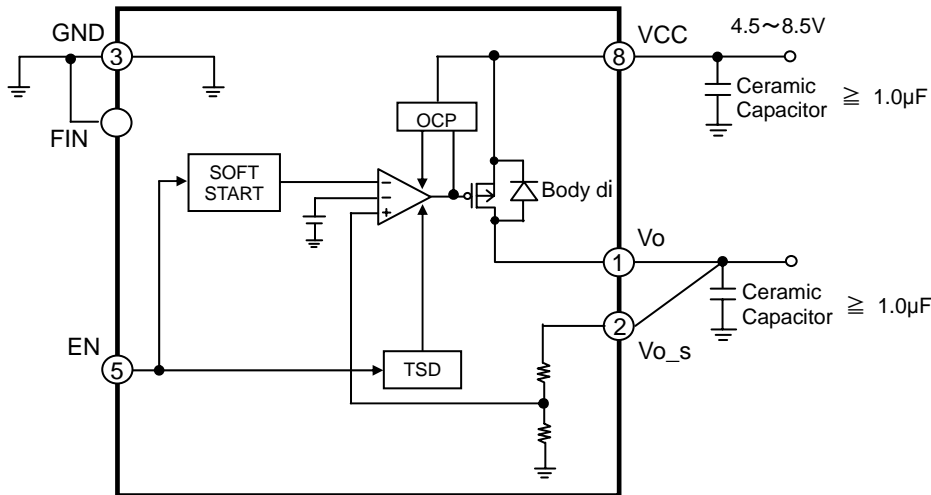 GND
3
FIN
VCC
8
4.5～8.5V
Ceramic
Capacitor ≧ 1.0µF
OCP
SOFT
START
−
−
+
Body di
Vo
1
Ceramic
Capacitor ≧ 1.0µF
2
Vo_s
EN
5
TSD